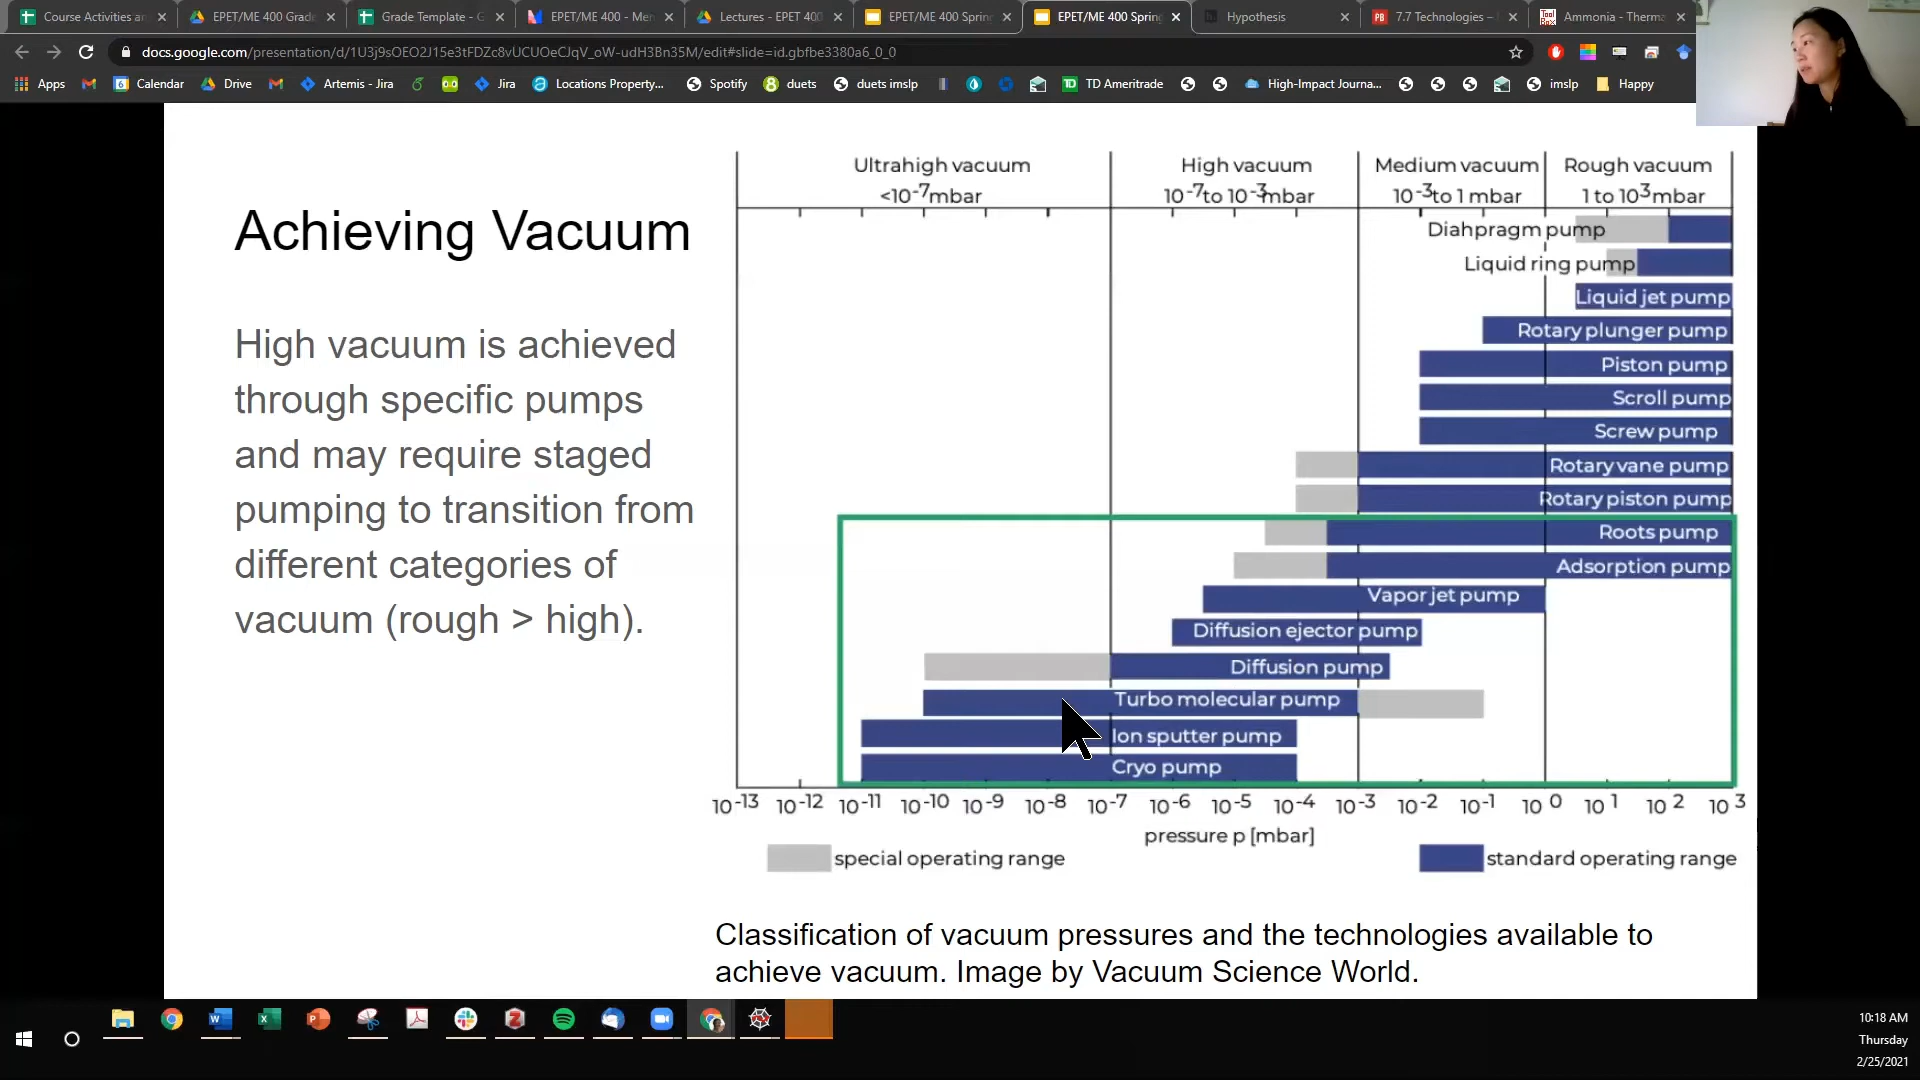 Course Activities an
EPET/ME 400 Gradi
Grade Template - G
EPET/ME 400 - Mem
Lectures - EPET 400
EPET/ME 400 Spring
EPET/ME 400 Spring
Hypothesis
7.7 Technologies –
Ammonia - Therma
docs.google.com/presentation/d/1U3j9sOEO2J15e3tFDZc8vUCUOeCJqV_oW-udH3Bn35M/edit#slide=id.gbfbe3380a6_0_0
Apps
Calendar
Drive
Artemis - Jira
Jira
Locations Property...
Spotify
duets
duets imslp
TD Ameritrade
High-Impact Journa...
imslp
Happy
Achieving Vacuum
High vacuum is achieved
through specific pumps
and may require staged
pumping to transition from
different categories of
vacuum (rough > high).
Ultrahigh vacuum
<10-7mbar
High vacuum
10-7to 10-3mbar
Medium vacuum
10-3to 1 mbar
Rough vacuum
1 to 103mbar
Diahpragm pump
Liquid ring pump
Liquid jet pump
Rotary plunger pump
Piston pump
Scroll pump
Screw pump
Rotary vane pump
Rotary piston pump
Roots pump
Adsorption pump
Vapor jet pump
Diffusion ejector pump
Diffusion pump
Turbo molecular pump
Ion sputter pump
Cryo pump
10-13 10-12 10-11 10-10 10-9 10-8 10-7 10-6 10-5 10-4 10-3 10-2 10-1 10 0 10 1 10 2 10 3
pressure p [mbar]
special operating range
standard operating range
Classification of vacuum pressures and the technologies available to
achieve vacuum. Image by Vacuum Science World.
10:18 AM
Thursday
2/25/2021